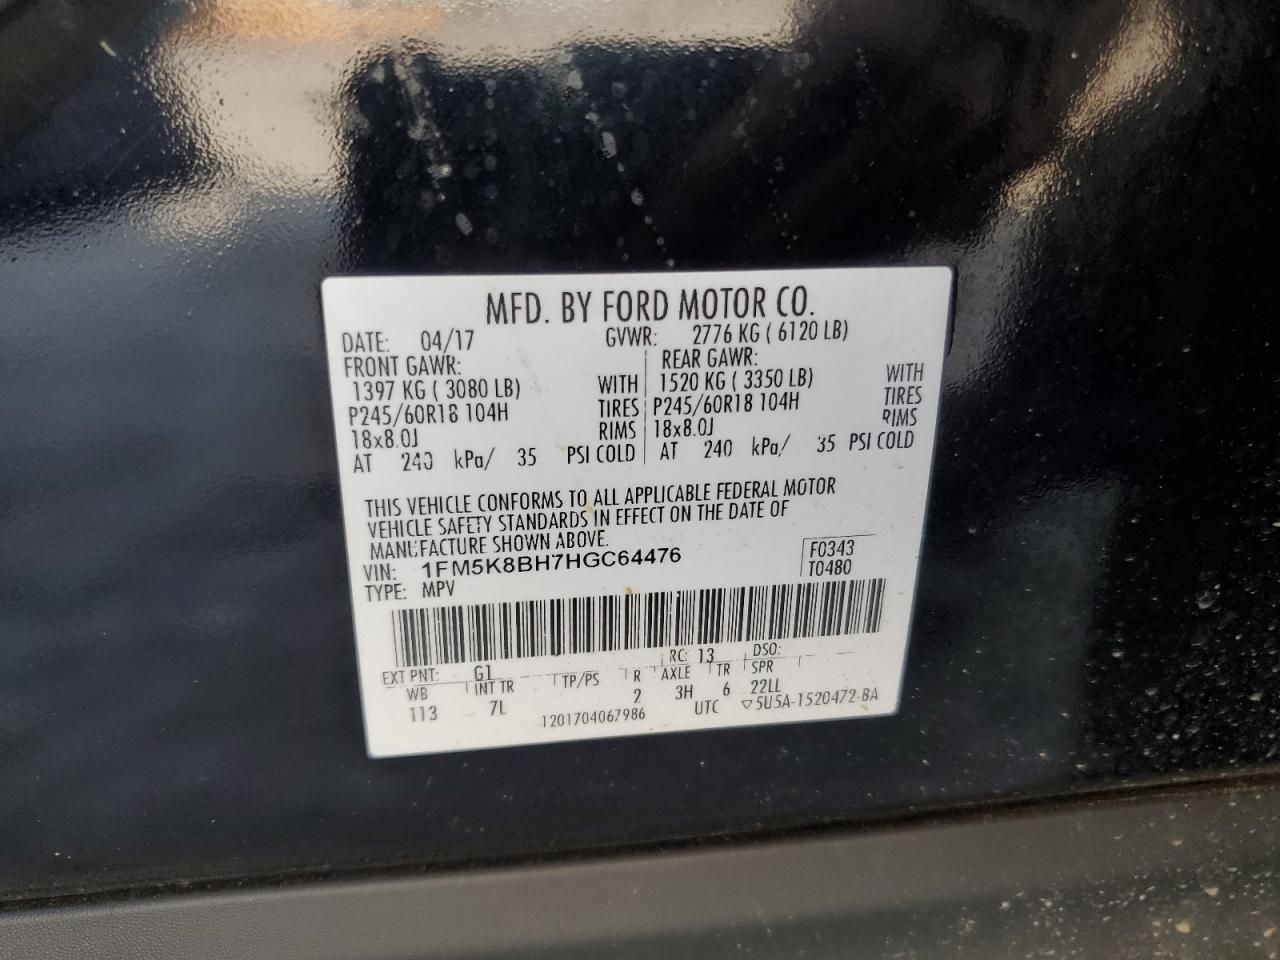 MFD. BY FORD MOTOR CO.
DATE: 04/17 GVWR: 2776 KG ( 6120 LB)
FRONT GAWR: REAR GAWR:
1397 KG ( 3080 LB) WITH 1520 KG ( 3350 LB) WITH
P245/60R18 104H TIRES P245/60R18 104H TIRES
18x8.0J RIMS 18x8.0J RIMS
AT 240 kPa/ 35 PSI COLD AT 240 kPa/ 35 PSI COLD
THIS VEHICLE CONFORMS TO ALL APPLICABLE FEDERAL MOTOR
VEHICLE SAFETY STANDARDS IN EFFECT ON THE DATE OF
MANUFACTURE SHOWN ABOVE.
VIN: 1FM5K8BH7HGC64476 F0343
TYPE: MPV T0480
EXT PNT: G1 RC: 13 DSO:
WB INT TR TP/PS R AXLE TR SPR
113 7L 2 3H 6 22LL
1201704067986 UTC ▽5U5A-1520472-BA